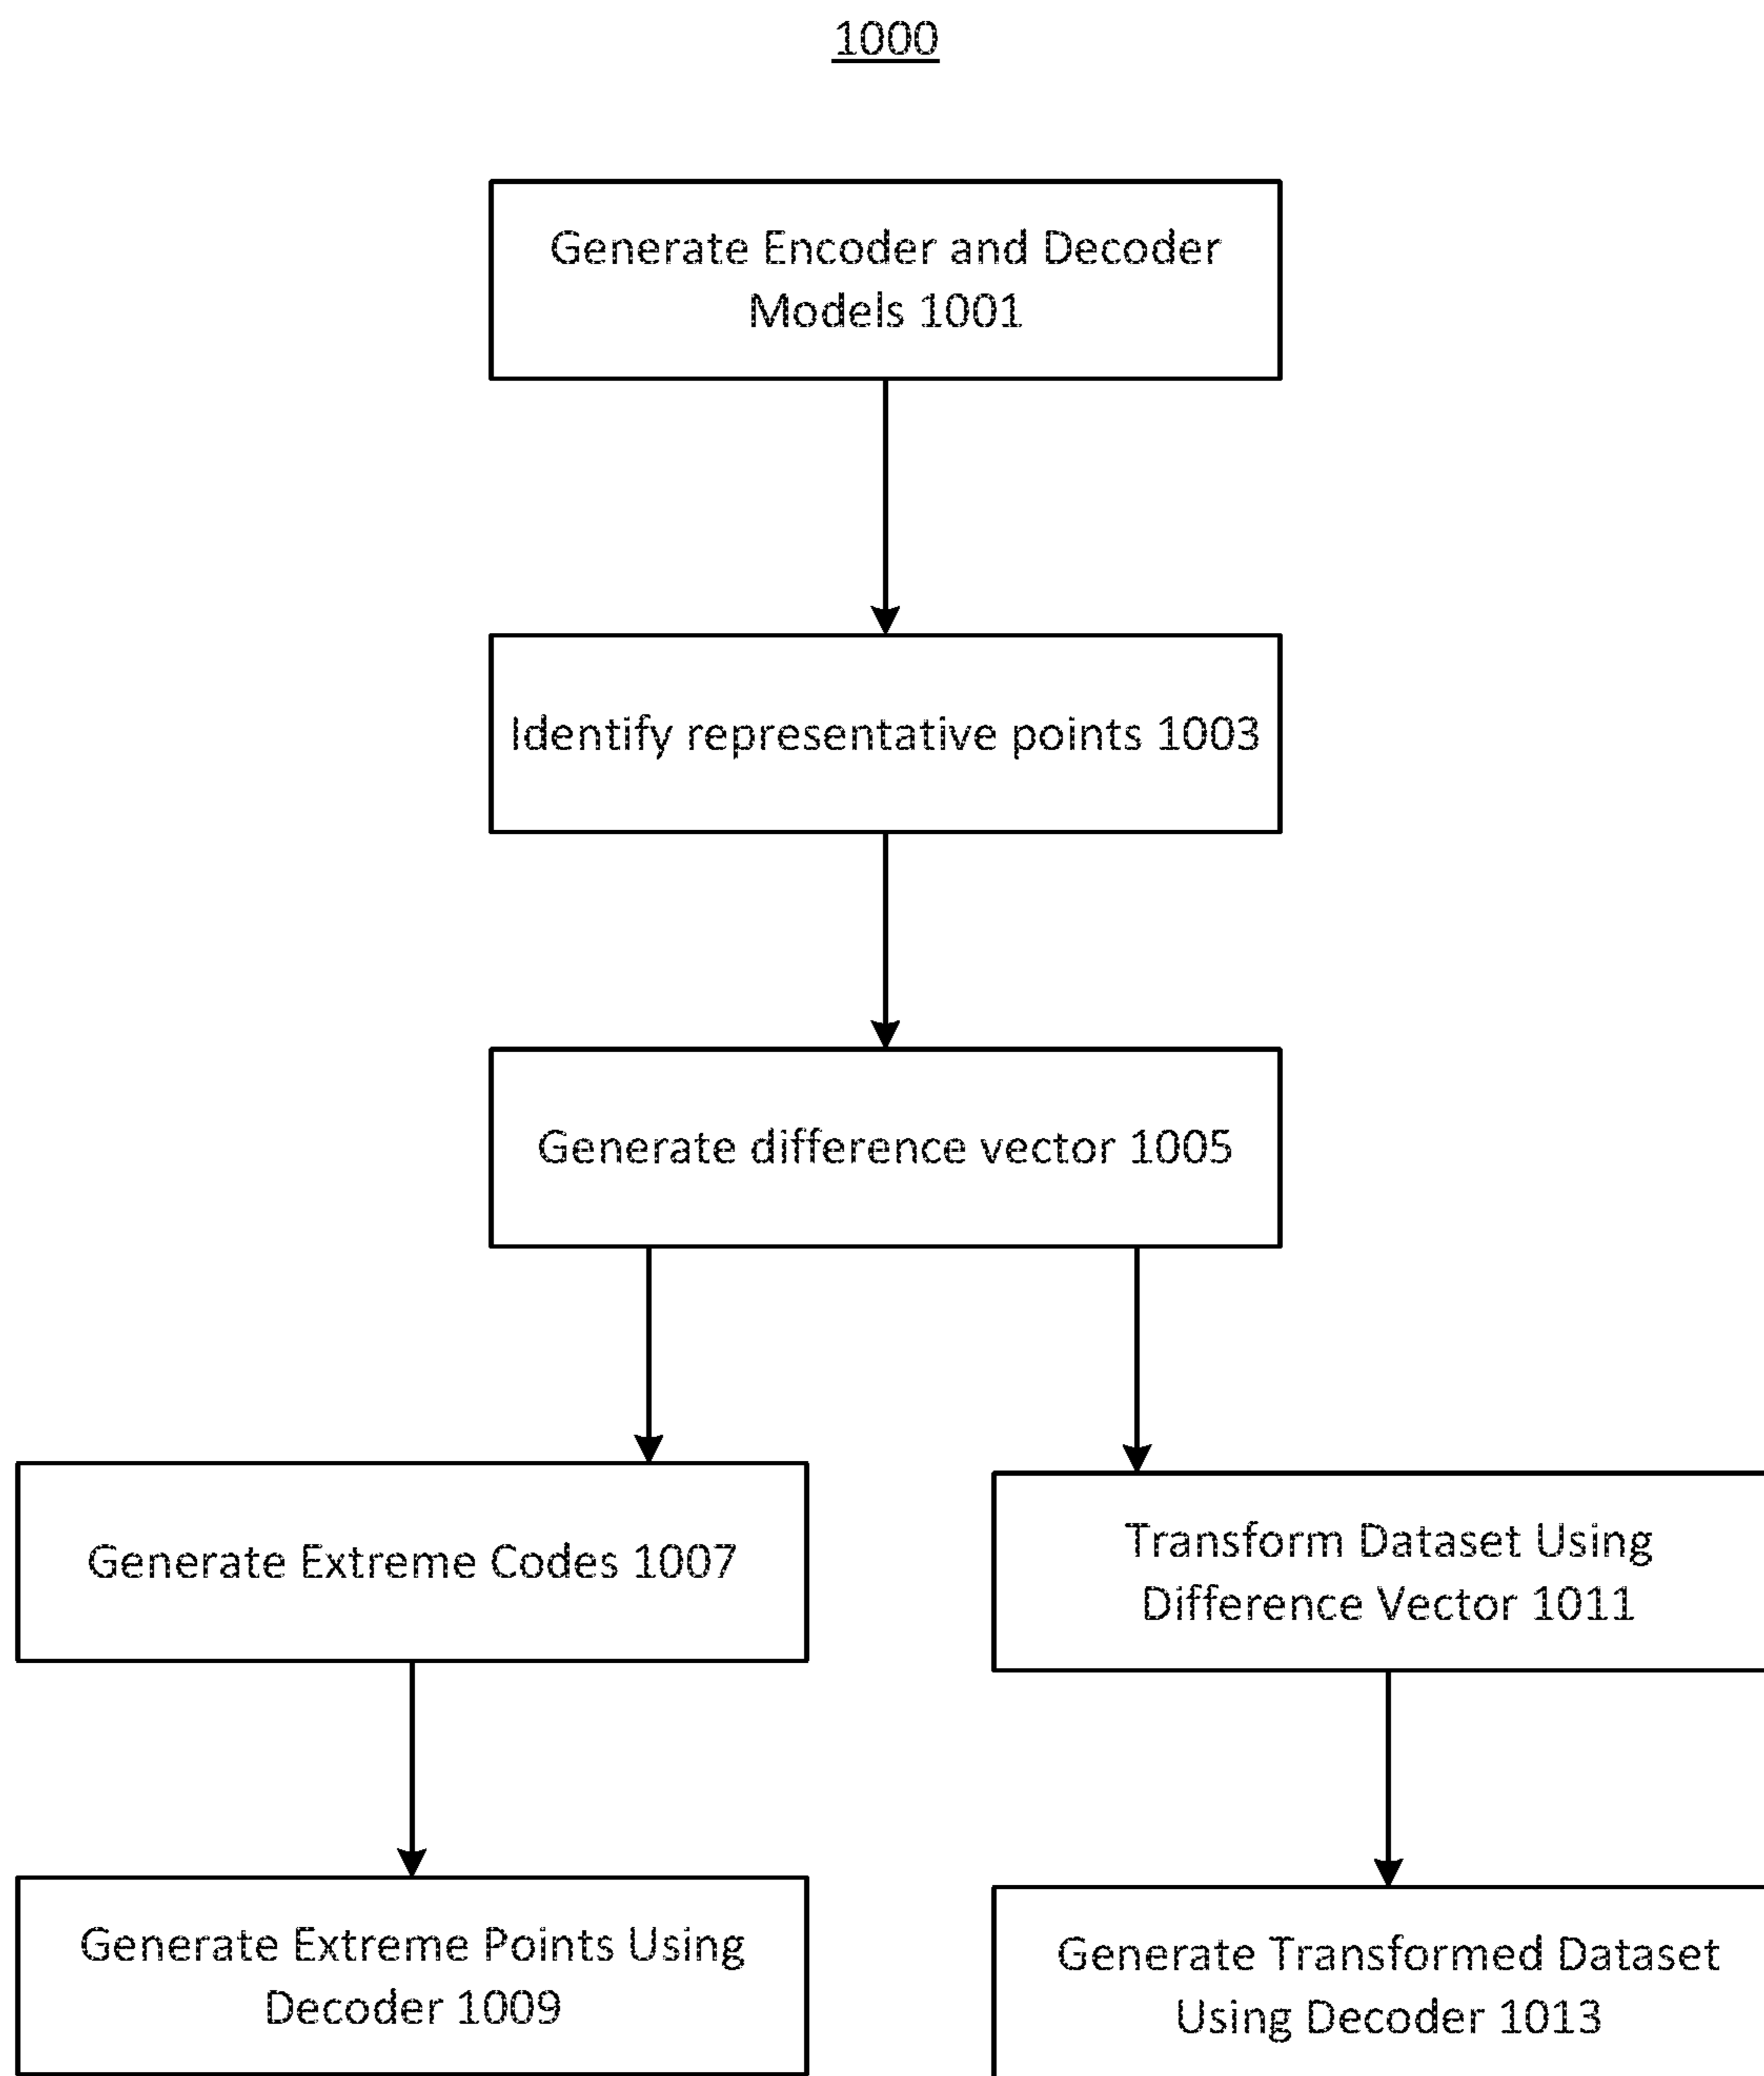 1000
Generate Encoder and Decoder
Models 1001
Identify representative points 1003
Generate difference vector 1005
Generate Extreme Codes 1007
Transform Dataset Using
Difference Vector 1011
Generate Extreme Points Using
Decoder 1009
Generate Transformed Dataset
Using Decoder 1013